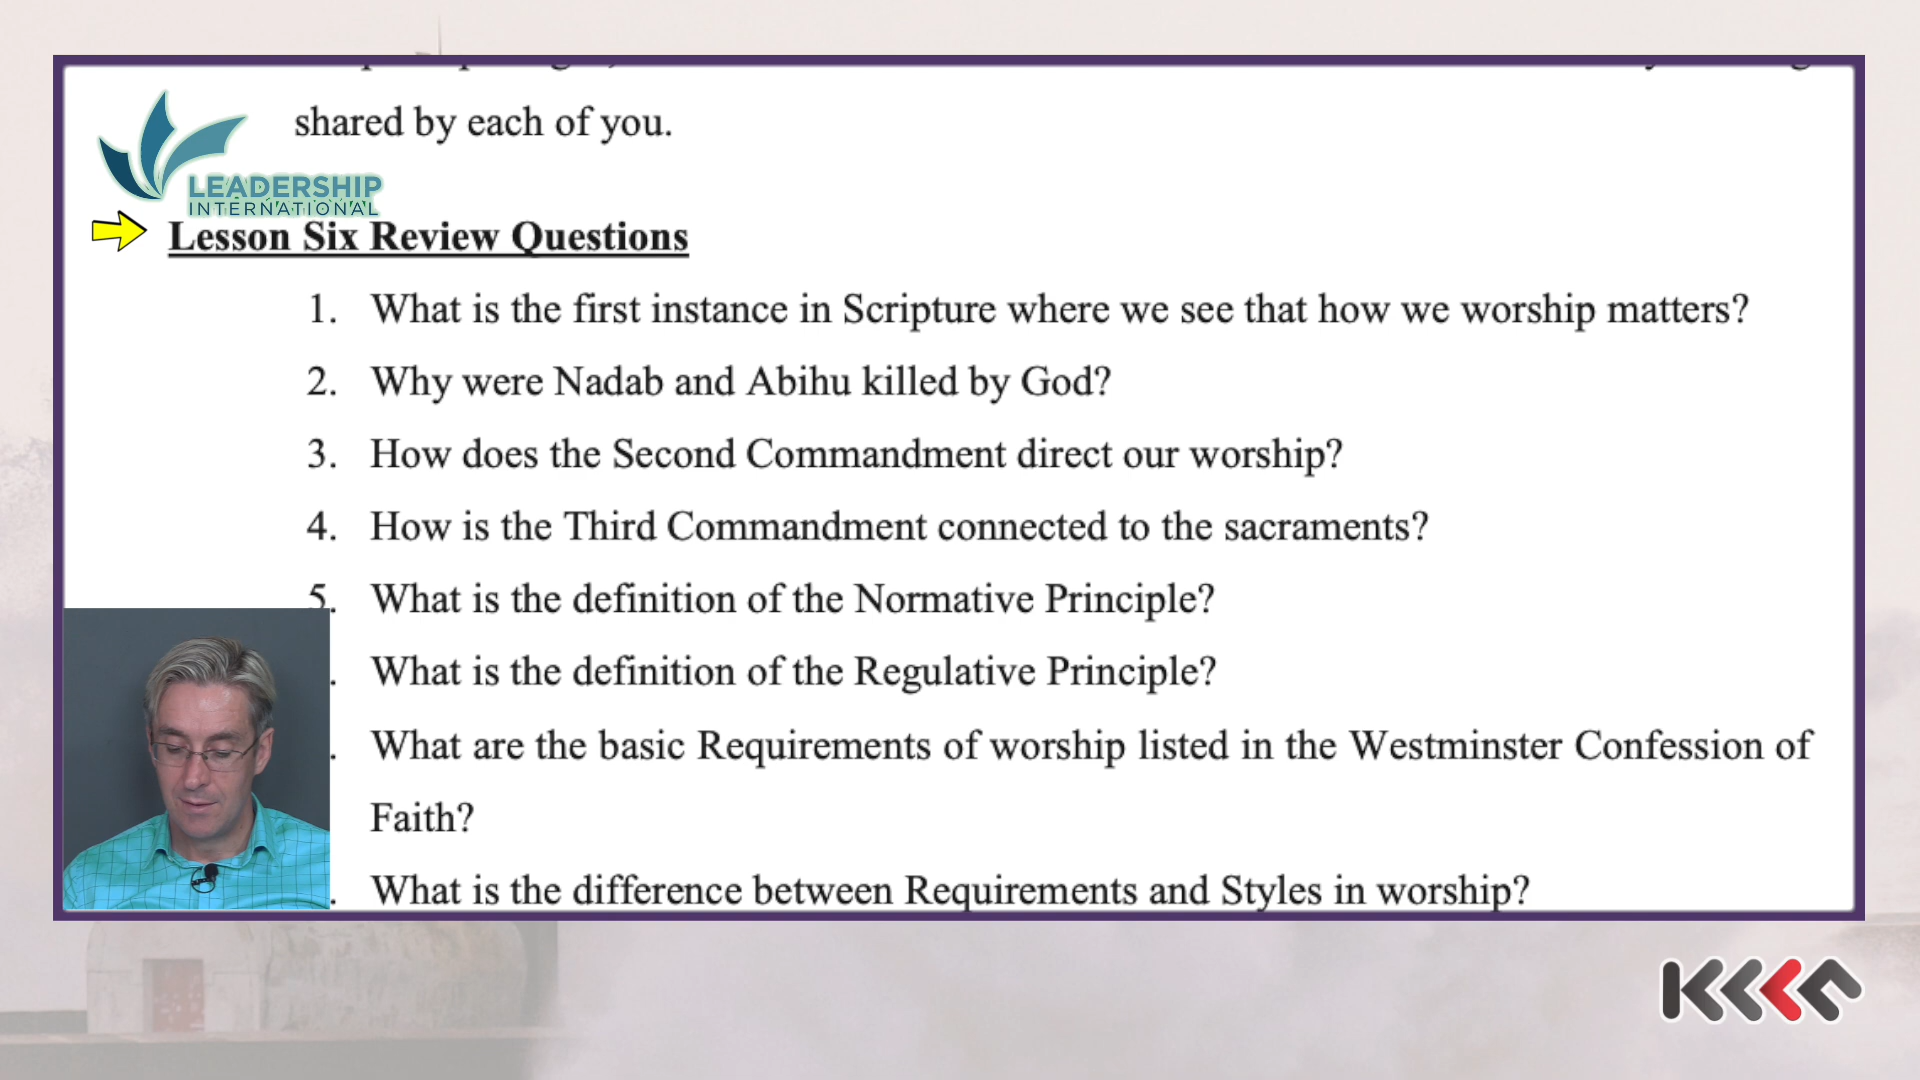 shared by each of you.
LEADERSHIP
INTERNATIONAL
Lesson Six Review Questions
1. What is the first instance in Scripture where we see that how we worship matters?
2. Why were Nadab and Abihu killed by God?
3. How does the Second Commandment direct our worship?
4. How is the Third Commandment connected to the sacraments?
5. What is the definition of the Normative Principle?
. What is the definition of the Regulative Principle?
. What are the basic Requirements of worship listed in the Westminster Confession of
Faith?
. What is the difference between Requirements and Styles in worship?